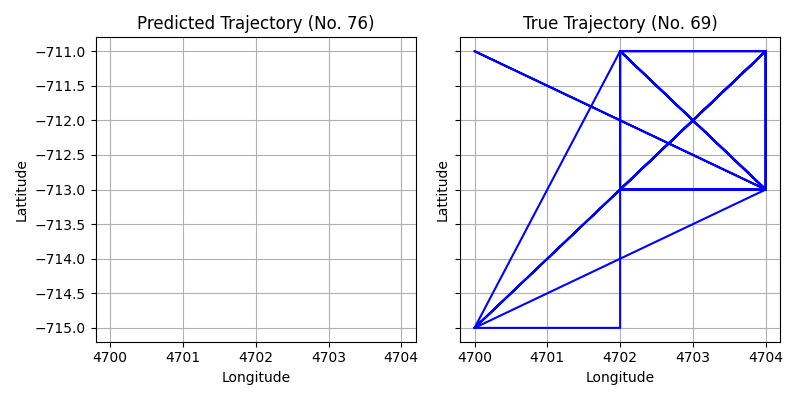 Predicted Trajectory (No. 76)
−711.0
−711.5
−712.0
−712.5
−713.0
−713.5
−714.0
−714.5
−715.0
Lattitude
4700 4701 4702 4703 4704
Longitude
True Trajectory (No. 69)
Lattitude
4700 4701 4702 4703 4704
Longitude